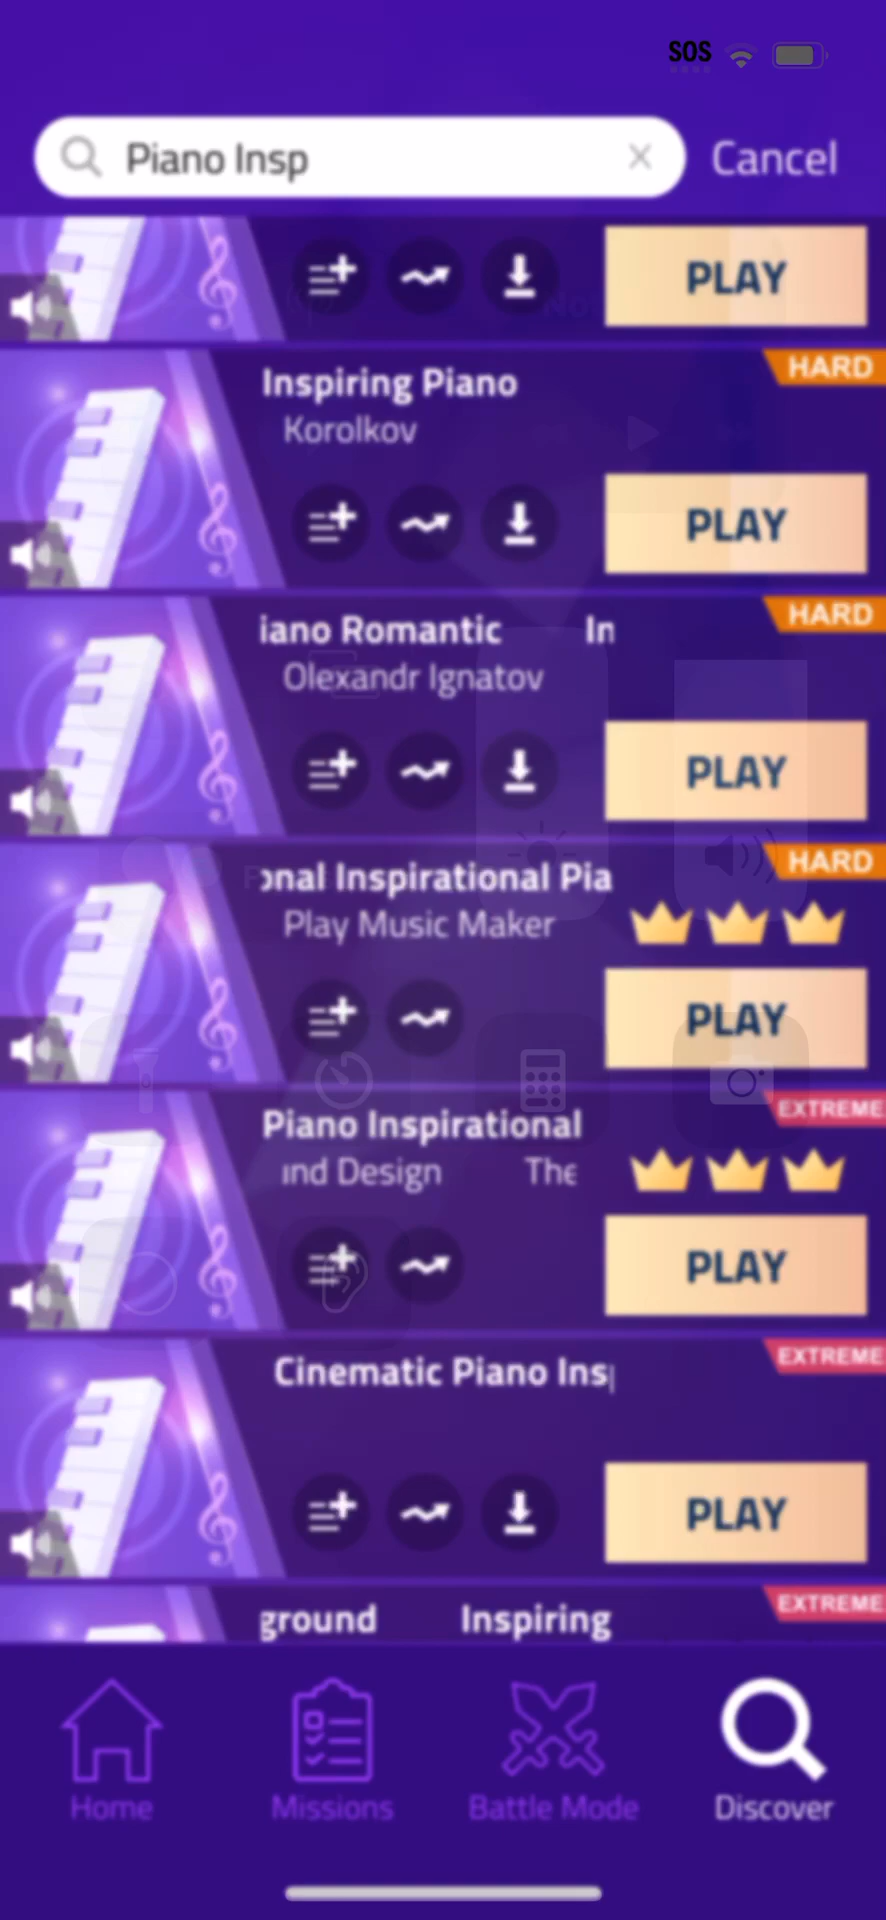 SOS
Piano Insp
Cancel
PLAY
HARD
Inspiring Piano
Korolkov
PLAY
HARD
iano Romantic In
Olexandr Ignatov
PLAY
HARD
onal Inspirational Pia
Play Music Maker
PLAY
EXTREME
Piano Inspirational
und Design The
PLAY
EXTREME
Cinematic Piano Ins
PLAY
EXTREME
ground Inspiring
Home
Missions
Battle Mode
Discover